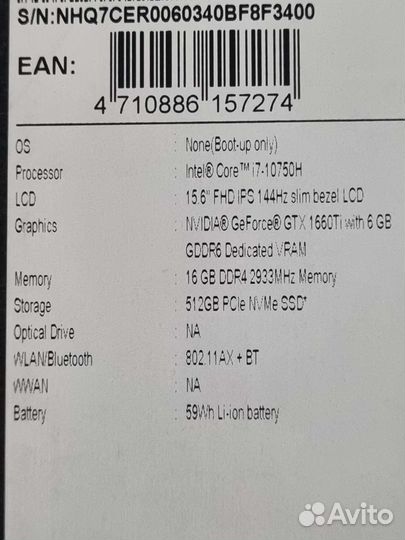 S/N:NHQ7CER0060340BF8F3400
EAN:
4 710886 157274
OS : None(Boot-up only)
Processor : Intel® Core™ i7-10750H
LCD : 15.6" FHD IPS 144Hz slim bezel LCD
Graphics : NVIDIA® GeForce® GTX 1660Ti with 6 GB
GDDR6 Dedicated VRAM
Memory : 16 GB DDR4 2933MHz Memory
Storage : 512GB PCIe NVMe SSD*
Optical Drive : NA
WLAN/Bluetooth : 802.11AX + BT
WWAN : NA
Battery : 59Wh Li-ion battery
Avito